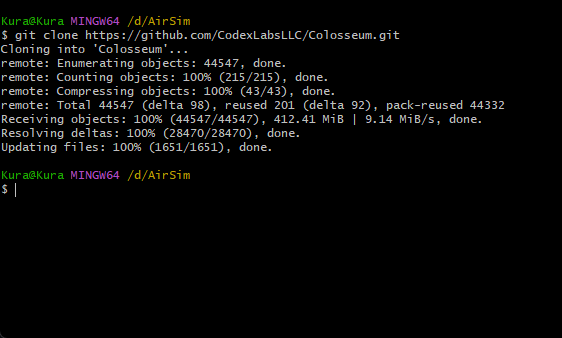 Kura@Kura MINGW64 /d/AirSim
$ git clone https://github.com/CodexLabsLLC/Colosseum.git
Cloning into 'Colosseum'...
remote: Enumerating objects: 44547, done.
remote: Counting objects: 100% (215/215), done.
remote: Compressing objects: 100% (43/43), done.
remote: Total 44547 (delta 98), reused 201 (delta 92), pack-reused 44332
Receiving objects: 100% (44547/44547), 412.41 MiB | 9.14 MiB/s, done.
Resolving deltas: 100% (28470/28470), done.
Updating files: 100% (1651/1651), done.
Kura@Kura MINGW64 /d/AirSim
$